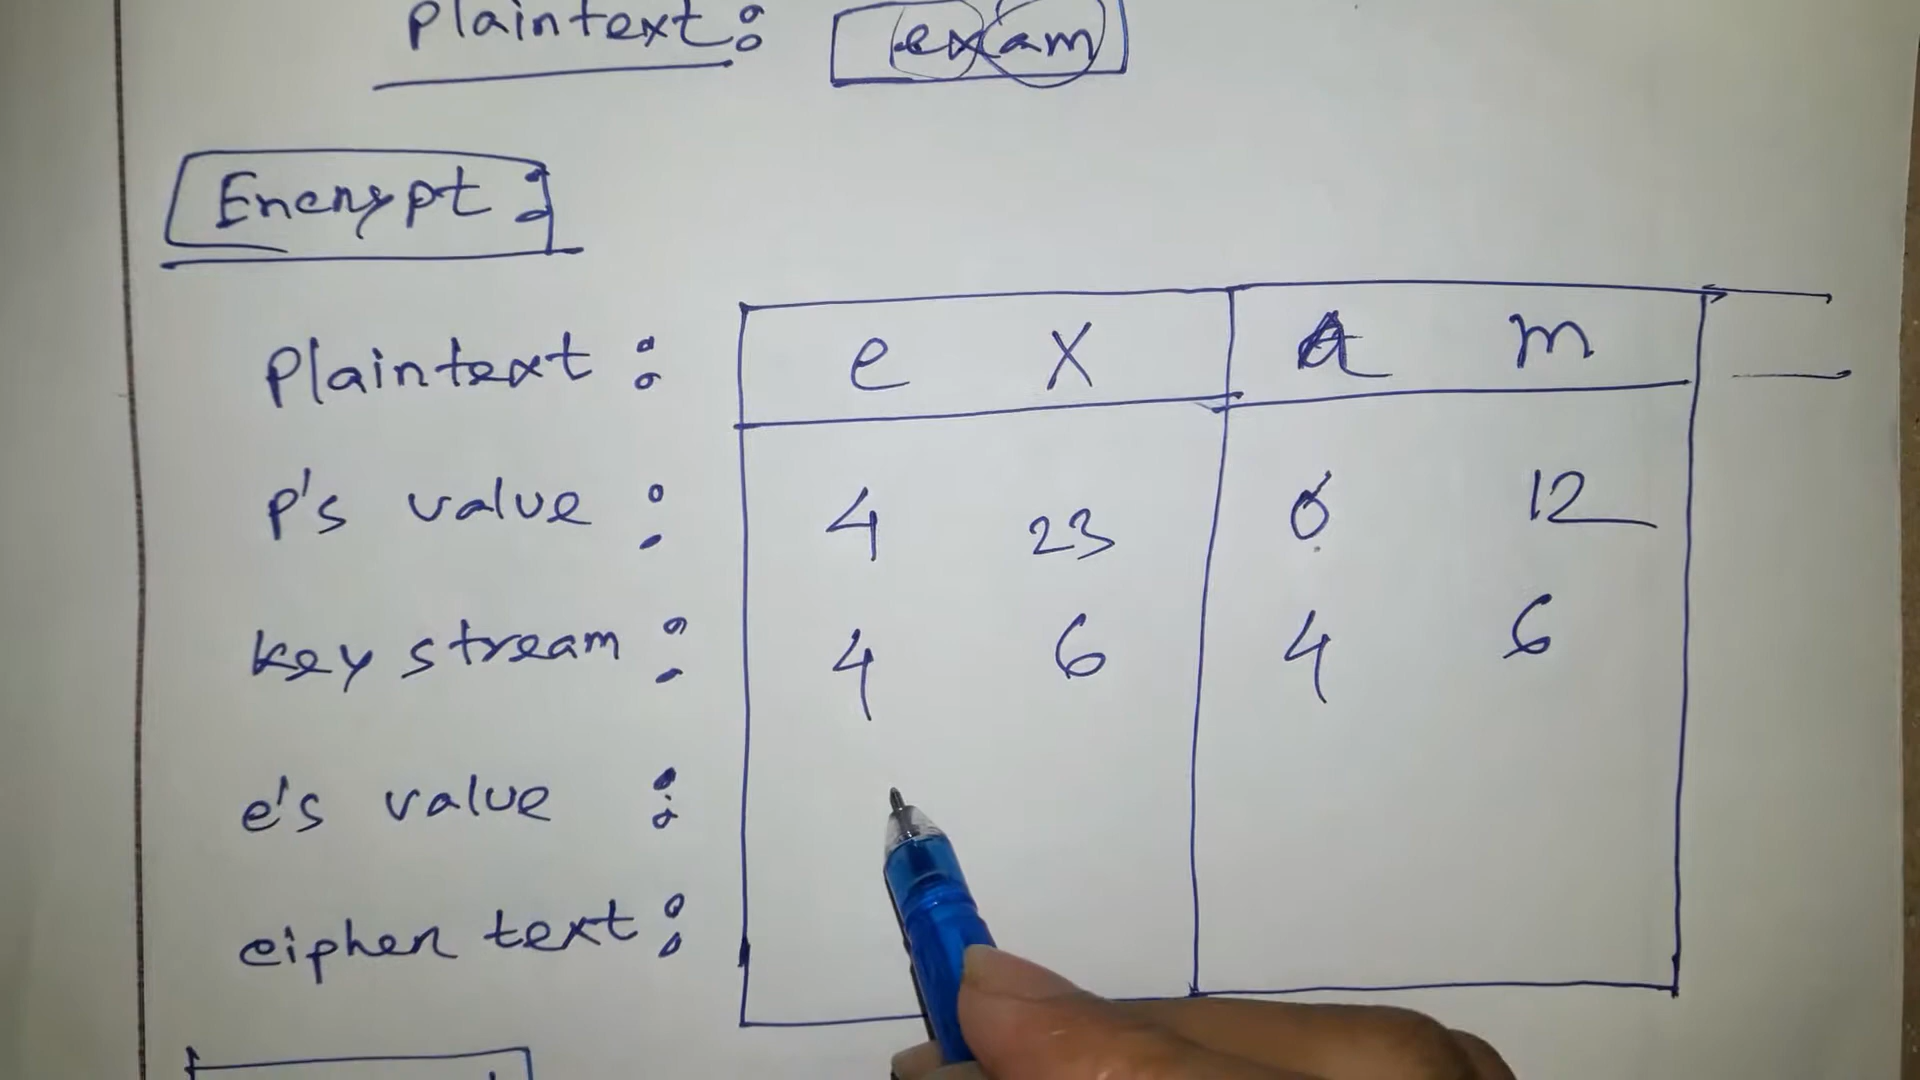 Plaintext: exam
Encrypt:
Plaintext: e x a m
P's value: 4 23 0 12
key stream: 4 6 4 6
c's value :
cipher text: